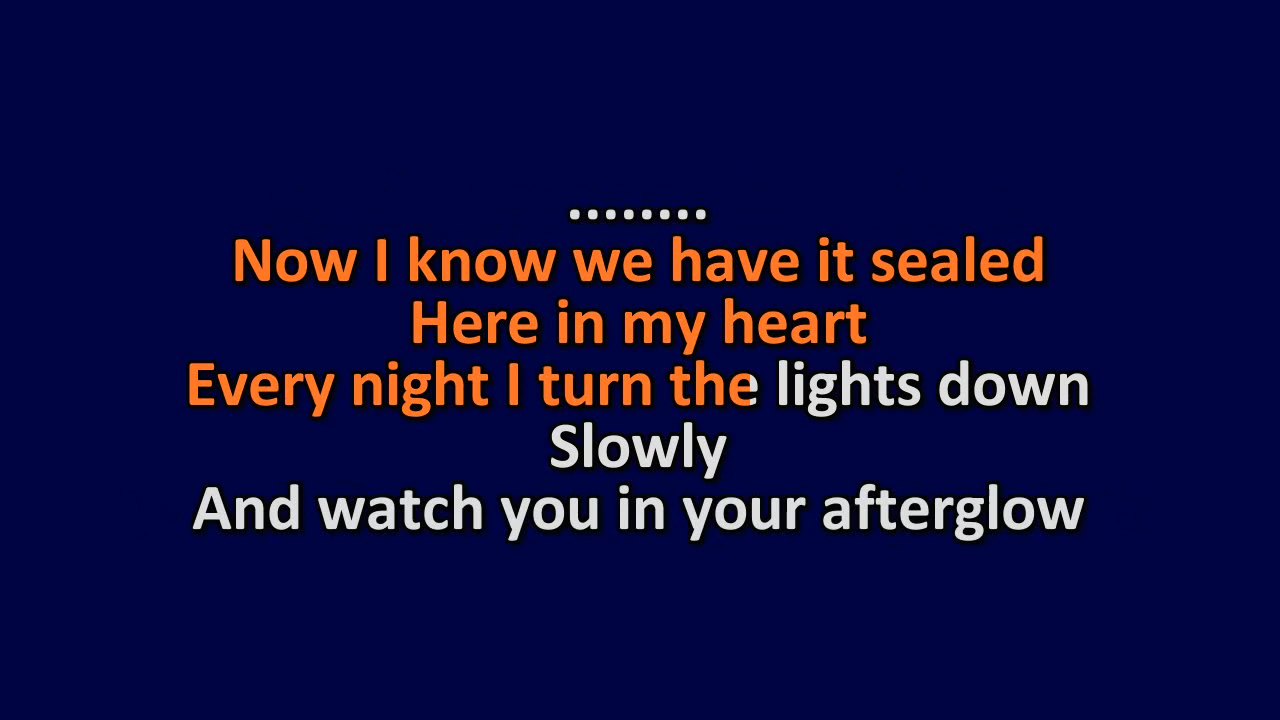 ........
Now I know we have it sealed
Here in my heart
Every night I turn the lights down
Slowly
And watch you in your afterglow